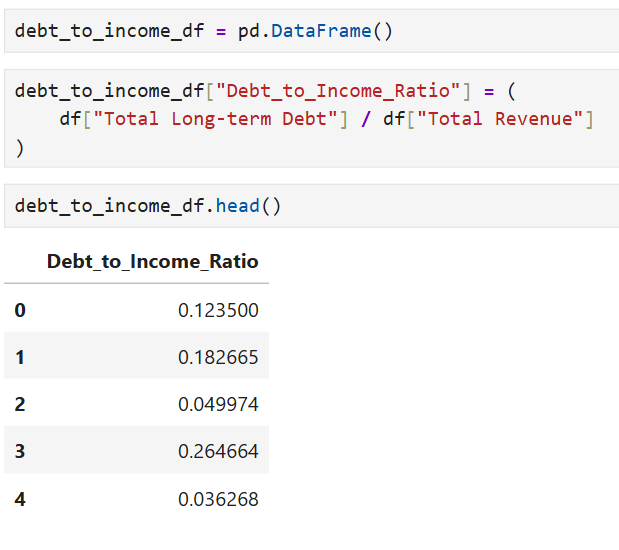 debt_to_income_df = pd.DataFrame()
debt_to_income_df["Debt_to_Income_Ratio"] = (
    df["Total Long-term Debt"] / df["Total Revenue"]
)
debt_to_income_df.head()
Debt_to_Income_Ratio
0 0.123500
1 0.182665
2 0.049974
3 0.264664
4 0.036268